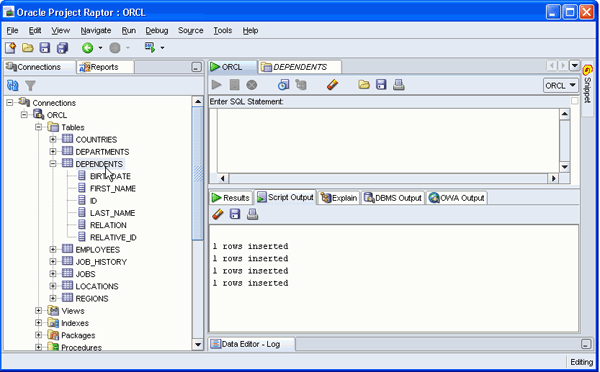 Oracle Project Raptor : ORCL
File Edit View Navigate Run Debug Source Tools Help
Connections Reports
Connections
ORCL
Tables
COUNTRIES
DEPARTMENTS
DEPENDENTS
BIRTH_DATE
FIRST_NAME
ID
LAST_NAME
RELATION
RELATIVE_ID
EMPLOYEES
JOB_HISTORY
JOBS
LOCATIONS
REGIONS
Views
Indexes
Packages
Procedures
ORCL DEPENDENTS
ORCL
Enter SQL Statement:
Results Script Output Explain DBMS Output OWA Output
1 rows inserted
1 rows inserted
1 rows inserted
1 rows inserted
Data Editor - Log
Snippet
Editing